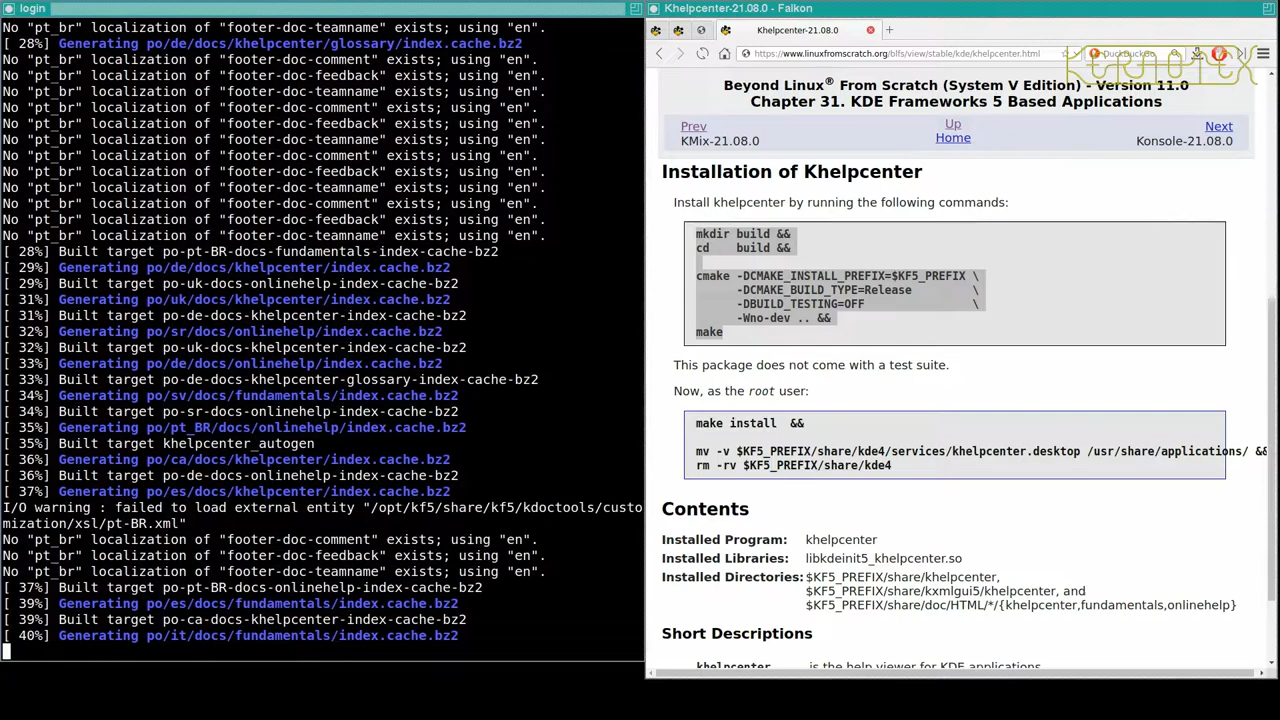 login
No "pt_br" localization of "footer-doc-teamname" exists; using "en".
[ 28%] Generating po/de/docs/khelpcenter/glossary/index.cache.bz2
No "pt_br" localization of "footer-doc-comment" exists; using "en".
No "pt_br" localization of "footer-doc-feedback" exists; using "en".
No "pt_br" localization of "footer-doc-teamname" exists; using "en".
No "pt_br" localization of "footer-doc-comment" exists; using "en".
No "pt_br" localization of "footer-doc-feedback" exists; using "en".
No "pt_br" localization of "footer-doc-teamname" exists; using "en".
No "pt_br" localization of "footer-doc-comment" exists; using "en".
No "pt_br" localization of "footer-doc-feedback" exists; using "en".
No "pt_br" localization of "footer-doc-teamname" exists; using "en".
No "pt_br" localization of "footer-doc-comment" exists; using "en".
No "pt_br" localization of "footer-doc-feedback" exists; using "en".
No "pt_br" localization of "footer-doc-teamname" exists; using "en".
[ 28%] Built target po-pt-BR-docs-fundamentals-index-cache-bz2
[ 29%] Generating po/de/docs/khelpcenter/index.cache.bz2
[ 29%] Built target po-uk-docs-onlinehelp-index-cache-bz2
[ 31%] Generating po/uk/docs/khelpcenter/index.cache.bz2
[ 31%] Built target po-de-docs-khelpcenter-index-cache-bz2
[ 32%] Generating po/sr/docs/onlinehelp/index.cache.bz2
[ 32%] Built target po-uk-docs-khelpcenter-index-cache-bz2
[ 33%] Generating po/de/docs/onlinehelp/index.cache.bz2
[ 33%] Built target po-de-docs-khelpcenter-glossary-index-cache-bz2
[ 34%] Generating po/sv/docs/fundamentals/index.cache.bz2
[ 34%] Built target po-sr-docs-onlinehelp-index-cache-bz2
[ 35%] Generating po/pt_BR/docs/onlinehelp/index.cache.bz2
[ 35%] Built target khelpcenter_autogen
[ 36%] Generating po/ca/docs/khelpcenter/index.cache.bz2
[ 36%] Built target po-de-docs-onlinehelp-index-cache-bz2
[ 37%] Generating po/es/docs/khelpcenter/index.cache.bz2
I/O warning : failed to load external entity "/opt/kf5/share/kf5/kdoctools/custo
mization/xsl/pt-BR.xml"
No "pt_br" localization of "footer-doc-comment" exists; using "en".
No "pt_br" localization of "footer-doc-feedback" exists; using "en".
No "pt_br" localization of "footer-doc-teamname" exists; using "en".
[ 37%] Built target po-pt-BR-docs-onlinehelp-index-cache-bz2
[ 39%] Generating po/es/docs/fundamentals/index.cache.bz2
[ 39%] Built target po-ca-docs-khelpcenter-index-cache-bz2
[ 40%] Generating po/it/docs/fundamentals/index.cache.bz2
Khelpcenter-21.08.0 - Falkon
Khelpcenter-21.08.0
https://www.linuxfromscratch.org/blfs/view/stable/kde/khelpcenter.html
DuckDuckGo
KERNOTEX
Beyond Linux® From Scratch (System V Edition) - Version 11.0
Chapter 31. KDE Frameworks 5 Based Applications
Prev Up Next
KMix-21.08.0 Home Konsole-21.08.0
Installation of Khelpcenter
Install khelpcenter by running the following commands:
mkdir build &&
cd    build &&
cmake -DCMAKE_INSTALL_PREFIX=$KF5_PREFIX \
-DCMAKE_BUILD_TYPE=Release \
-DBUILD_TESTING=OFF \
-Wno-dev .. &&
make
This package does not come with a test suite.
Now, as the root user:
make install  &&
mv -v $KF5_PREFIX/share/kde4/services/khelpcenter.desktop /usr/share/applications/ &&
rm -rv $KF5_PREFIX/share/kde4
Contents
Installed Program: khelpcenter
Installed Libraries: libkdeinit5_khelpcenter.so
Installed Directories: $KF5_PREFIX/share/khelpcenter,
$KF5_PREFIX/share/kxmlgui5/khelpcenter, and
$KF5_PREFIX/share/doc/HTML/*/{khelpcenter,fundamentals,onlinehelp}
Short Descriptions
khelpcenter is the help viewer for KDE applications